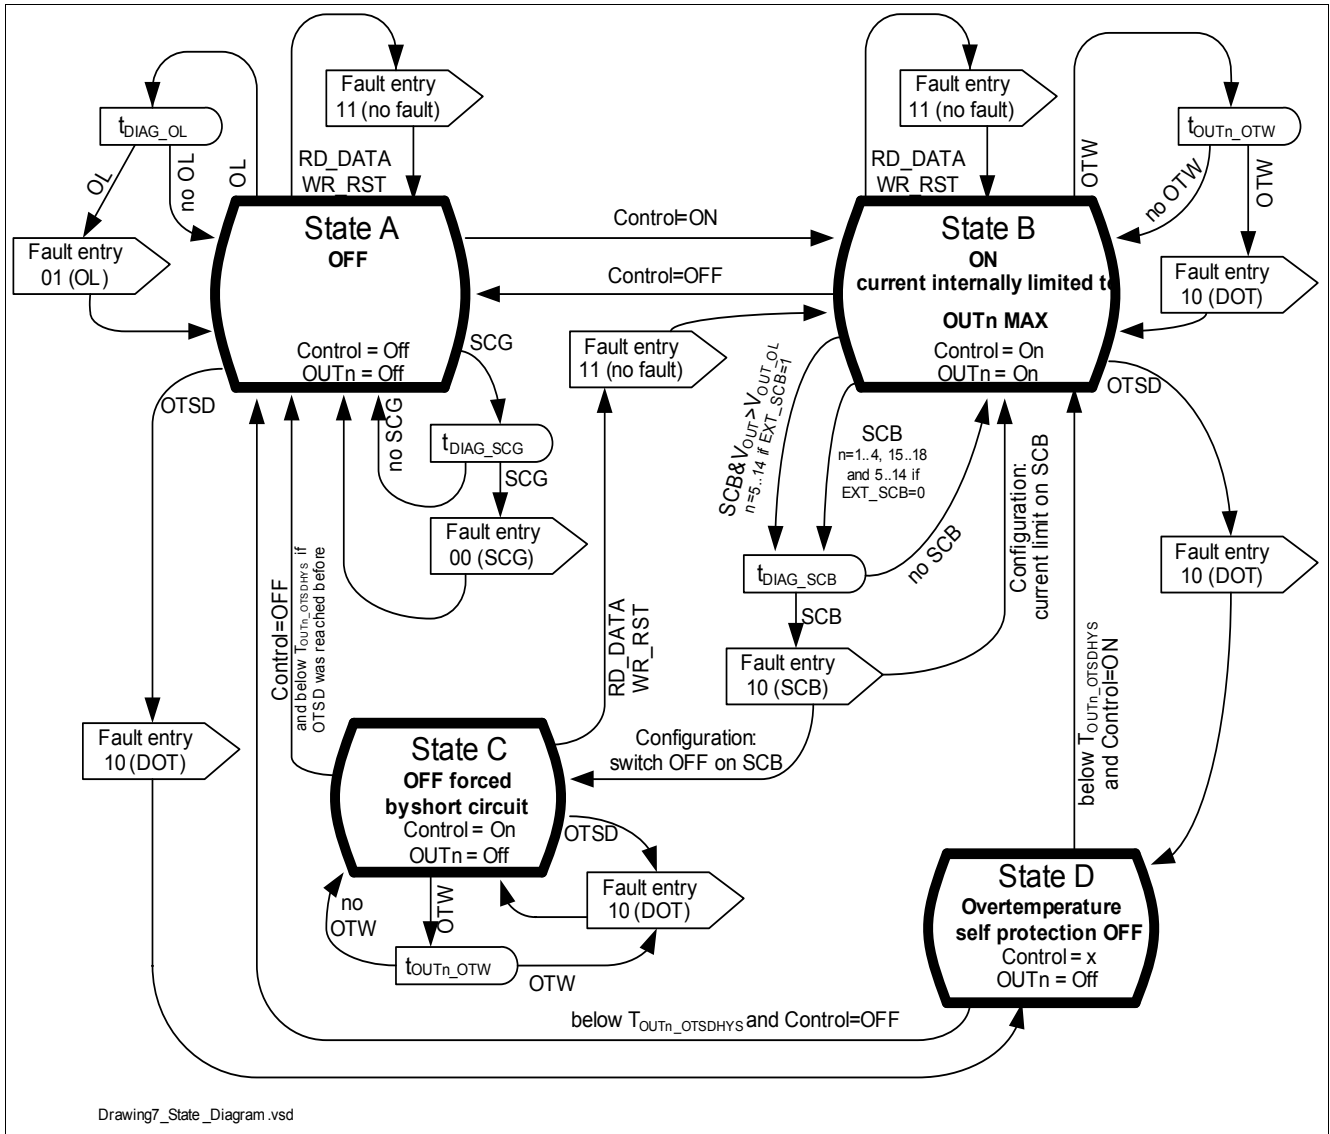 Fault entry
11 (no fault)
tDIAG_OL
OL
no OL
OL
RD_DATA
WR_RST
Fault entry
01 (OL)
State A
OFF
Control = Off
OUTn = Off
Control=ON
Control=OFF
Fault entry
11 (no fault)
RD_DATA
WR_RST
OTW
tOUTn_OTW
no OTW
OTW
State B
ON
current internally limited to
OUTn MAX
Control = On
OUTn = On
Fault entry
10 (DOT)
OTSD
SCG
tDIAG_SCG
no SCG
SCG
Fault entry
00 (SCG)
Fault entry
11 (no fault)
RD_DATA
WR_RST
SCB&VOUT>VOUT_OL
n=5..14 if EXT_SCB=1
SCB
n=1..4, 15..18
and 5..14 if
EXT_SCB=0
tDIAG_SCB
no SCB
SCB
Fault entry
10 (SCB)
Configuration:
current limit on SCB
OTSD
Fault entry
10 (DOT)
below TOUTn_OTSDHYS
and Control=ON
Control=OFF
and below TOUTn_OTSDHYS if
OTSD was reached before
Fault entry
10 (DOT)
State C
OFF forced
byshort circuit
Control = On
OUTn = Off
Configuration:
switch OFF on SCB
OTSD
Fault entry
10 (DOT)
no
OTW
OTW
tOUTn_OTW
OTW
State D
Overtemperature
self protection OFF
Control = x
OUTn = Off
below TOUTn_OTSDHYS and Control=OFF
Drawing7_State_Diagram.vsd